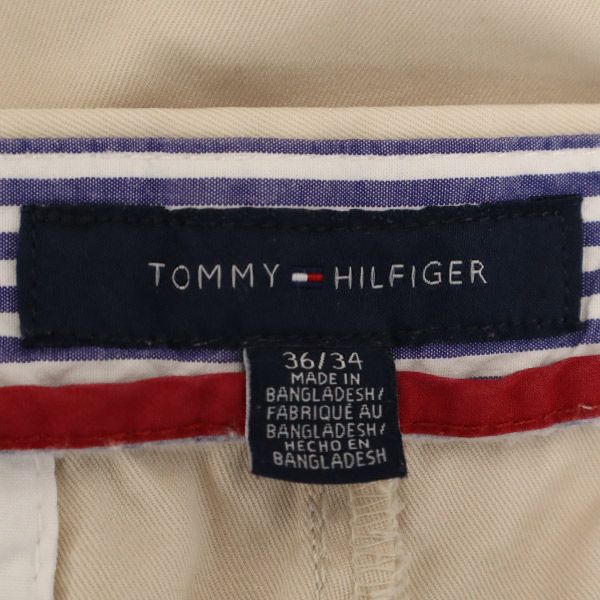 TOMMY HILFIGER
36/34
MADE IN
BANGLADESH/
FABRIQUÉ AU
BANGLADESH/
HECHO EN
BANGLADESH